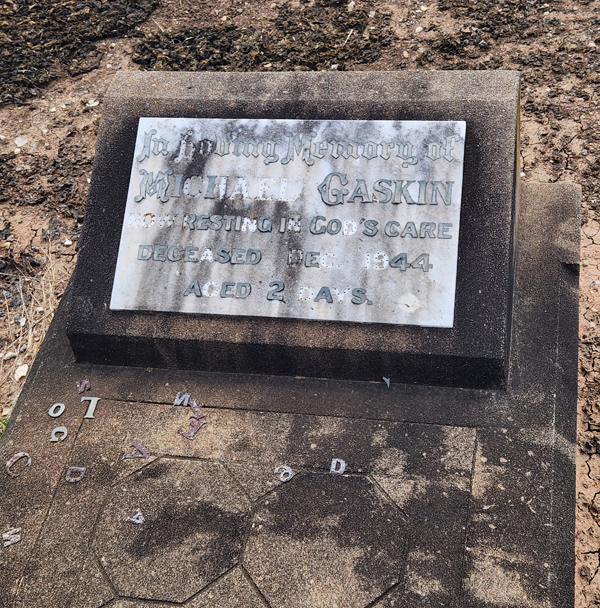 In Loving Memory of
MICHAEL GASKIN
NOW RESTING IN GOD'S CARE
DECEASED DEC. 1944
AGED 2 DAYS.